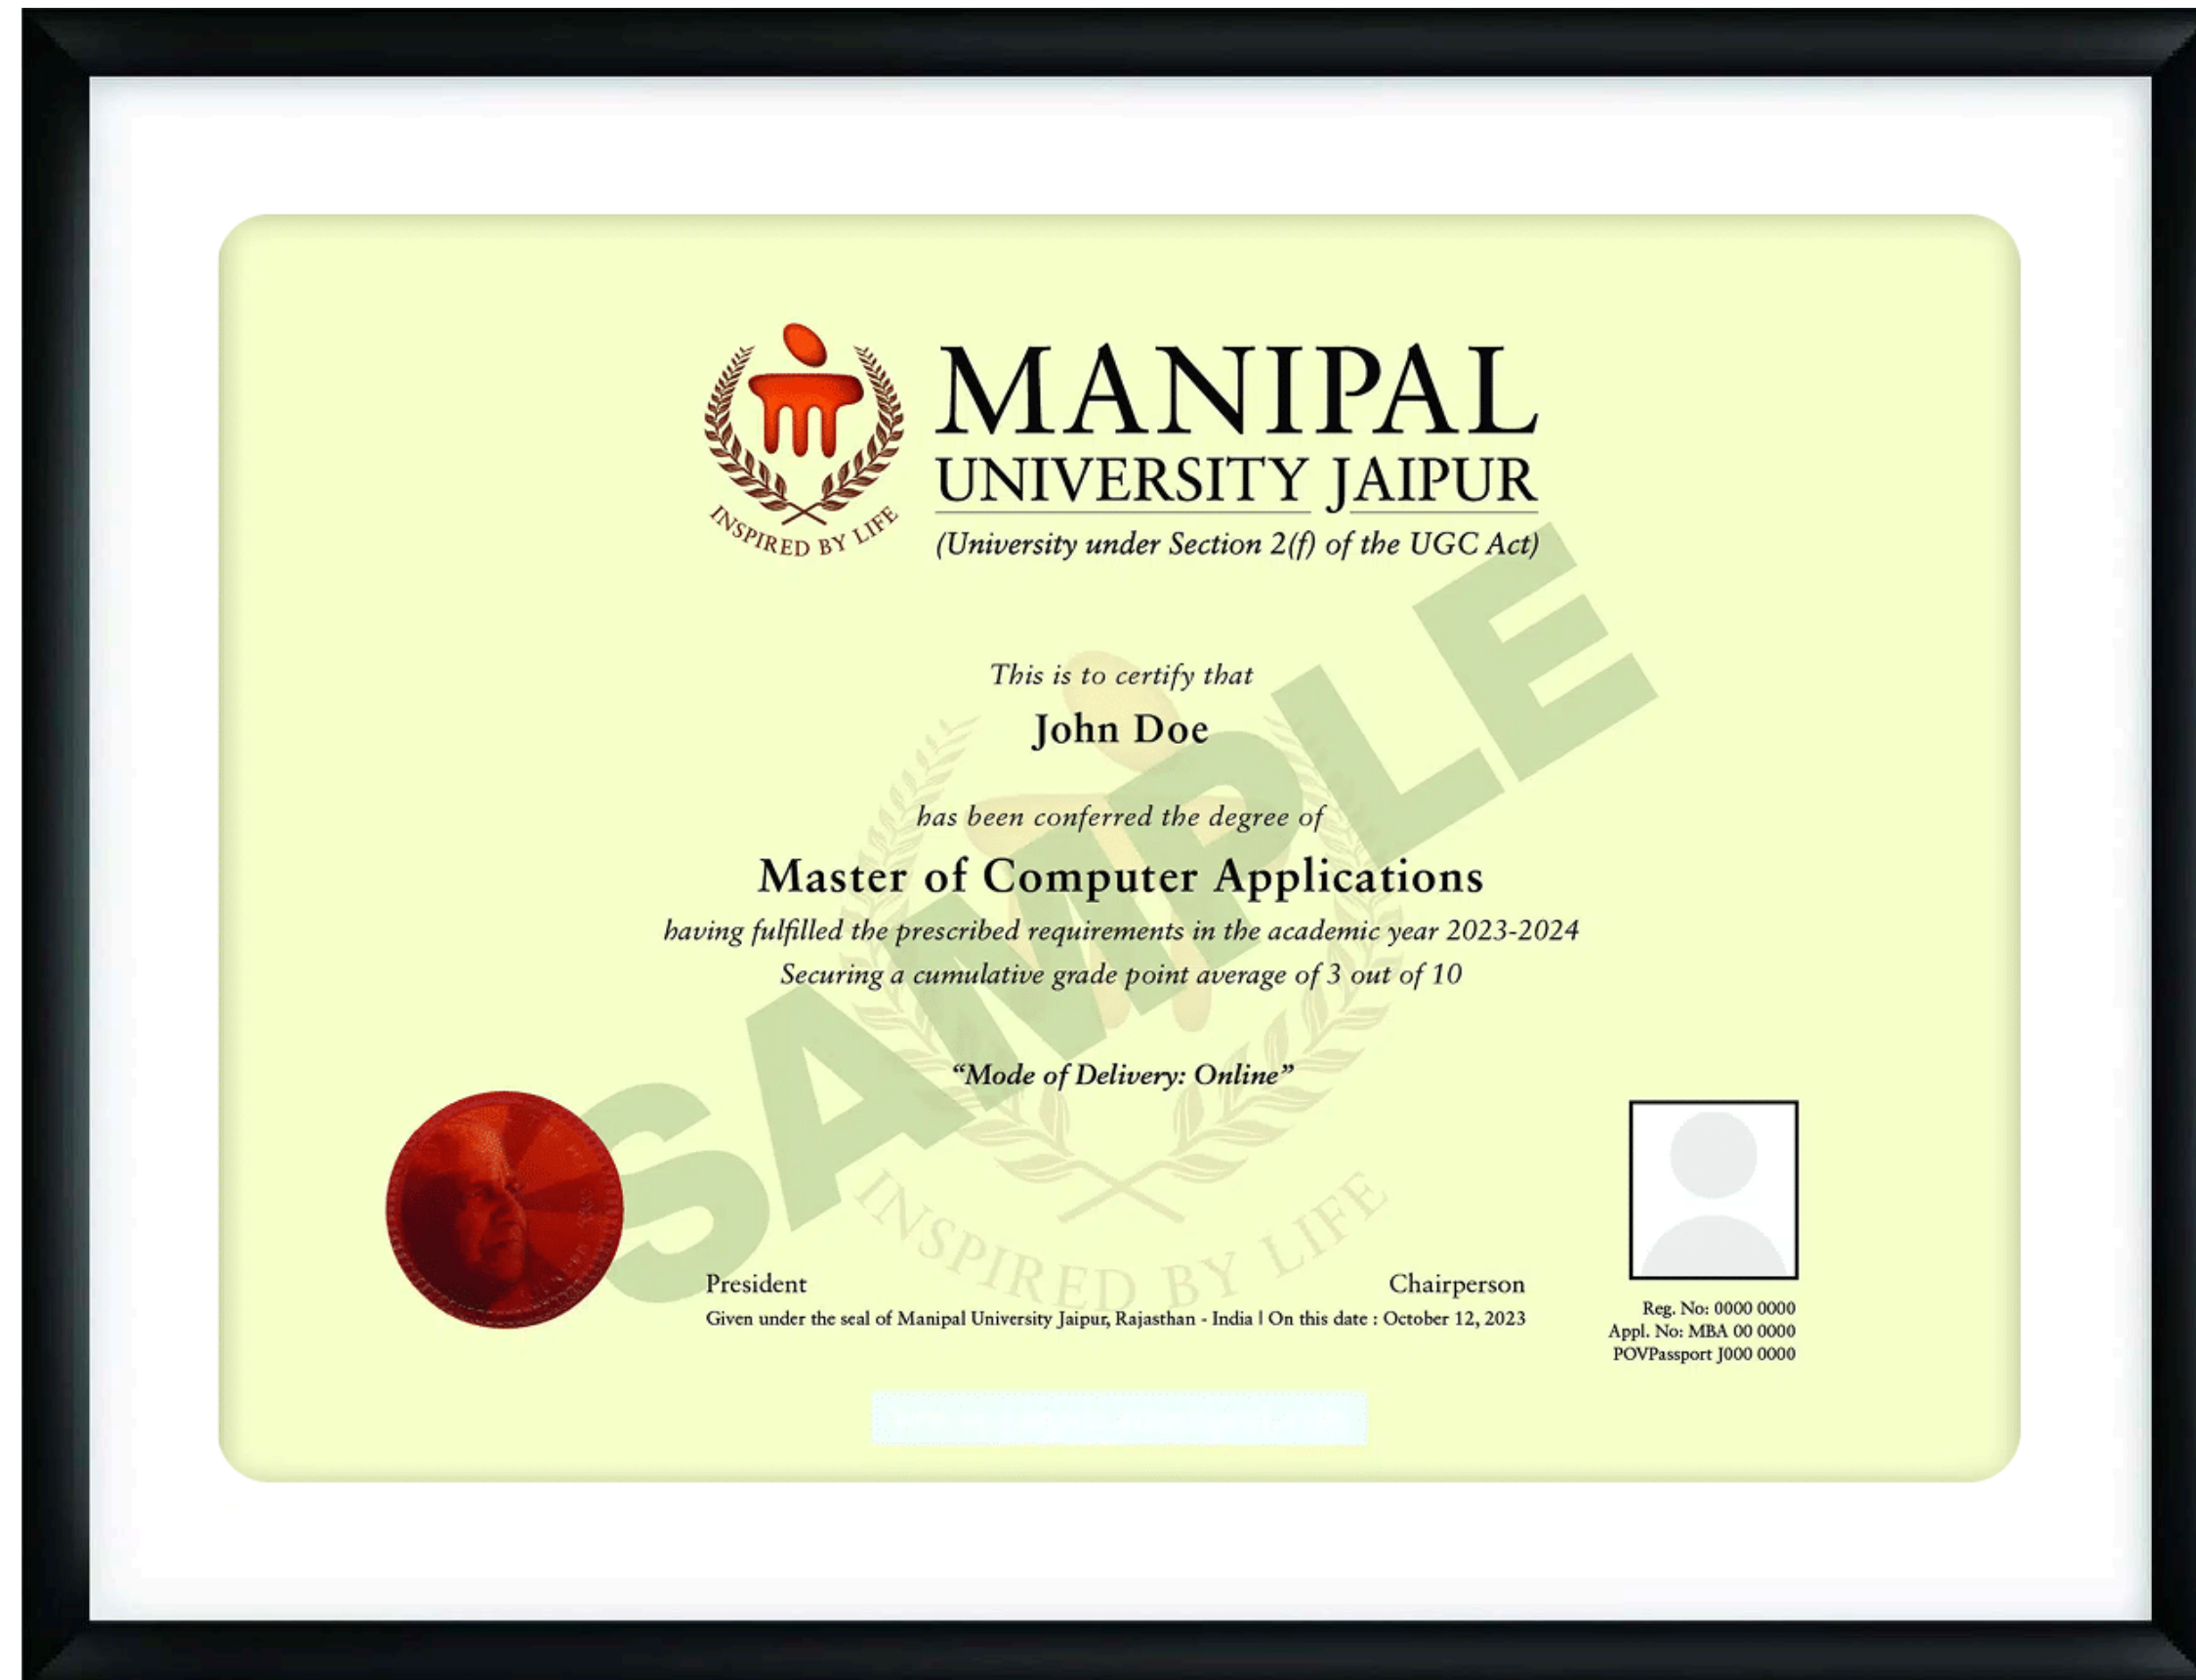 MANIPAL
UNIVERSITY JAIPUR
(University under Section 2(f) of the UGC Act)
INSPIRED BY LIFE
This is to certify that
John Doe
has been conferred the degree of
Master of Computer Applications
having fulfilled the prescribed requirements in the academic year 2023-2024
Securing a cumulative grade point average of 3 out of 10
“Mode of Delivery: Online”
SAMPLE
INSPIRED BY LIFE
President
Chairperson
Given under the seal of Manipal University Jaipur, Rajasthan - India | On this date : October 12, 2023
Reg. No: 0000 0000
Appl. No: MBA 00 0000
POVPassport J000 0000